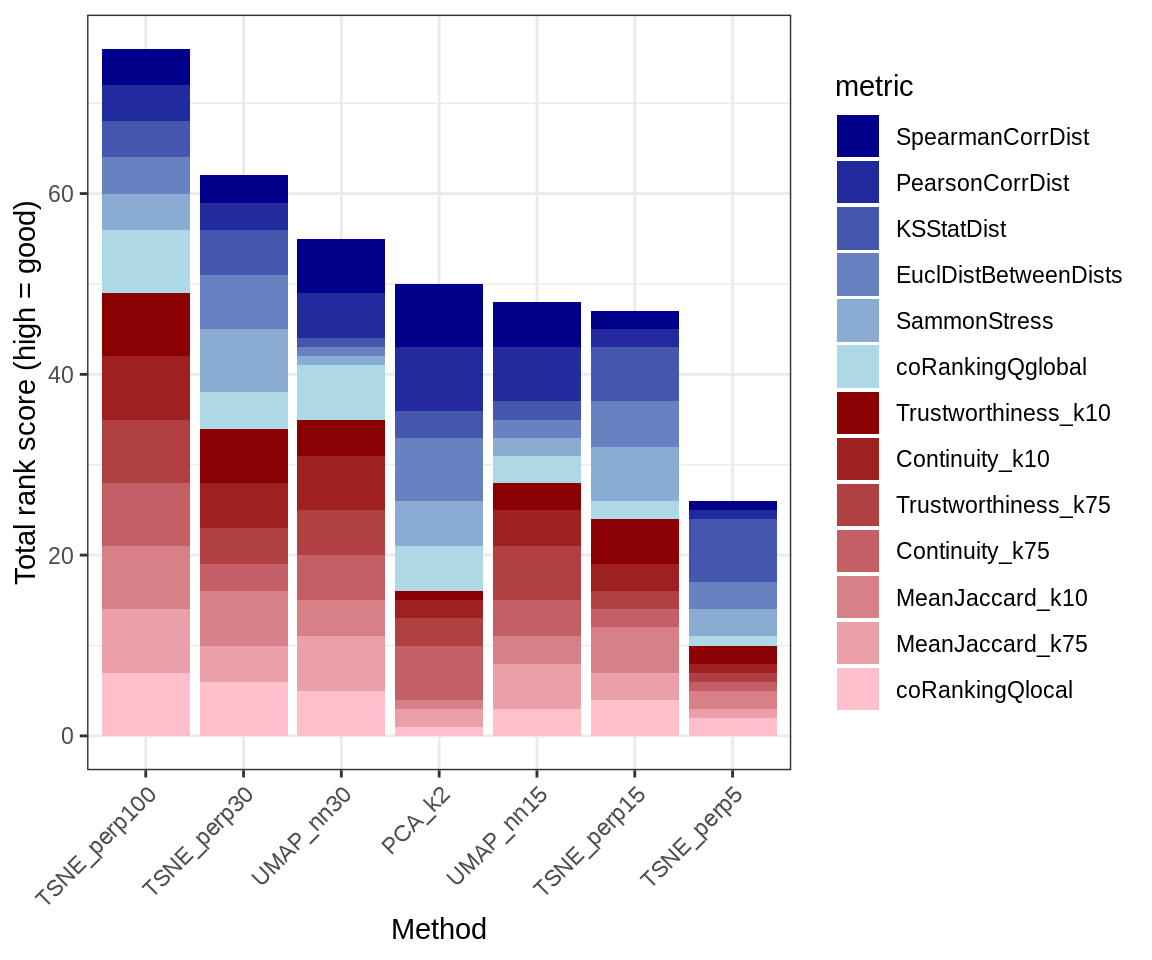 Total rank score (high = good)
60
40
20
0
TSNE_perp100
TSNE_perp30
UMAP_nn30
PCA_k2
UMAP_nn15
TSNE_perp15
TSNE_perp5
Method
metric
SpearmanCorrDist
PearsonCorrDist
KSStatDist
EuclDistBetweenDists
SammonStress
coRankingQglobal
Trustworthiness_k10
Continuity_k10
Trustworthiness_k75
Continuity_k75
MeanJaccard_k10
MeanJaccard_k75
coRankingQlocal